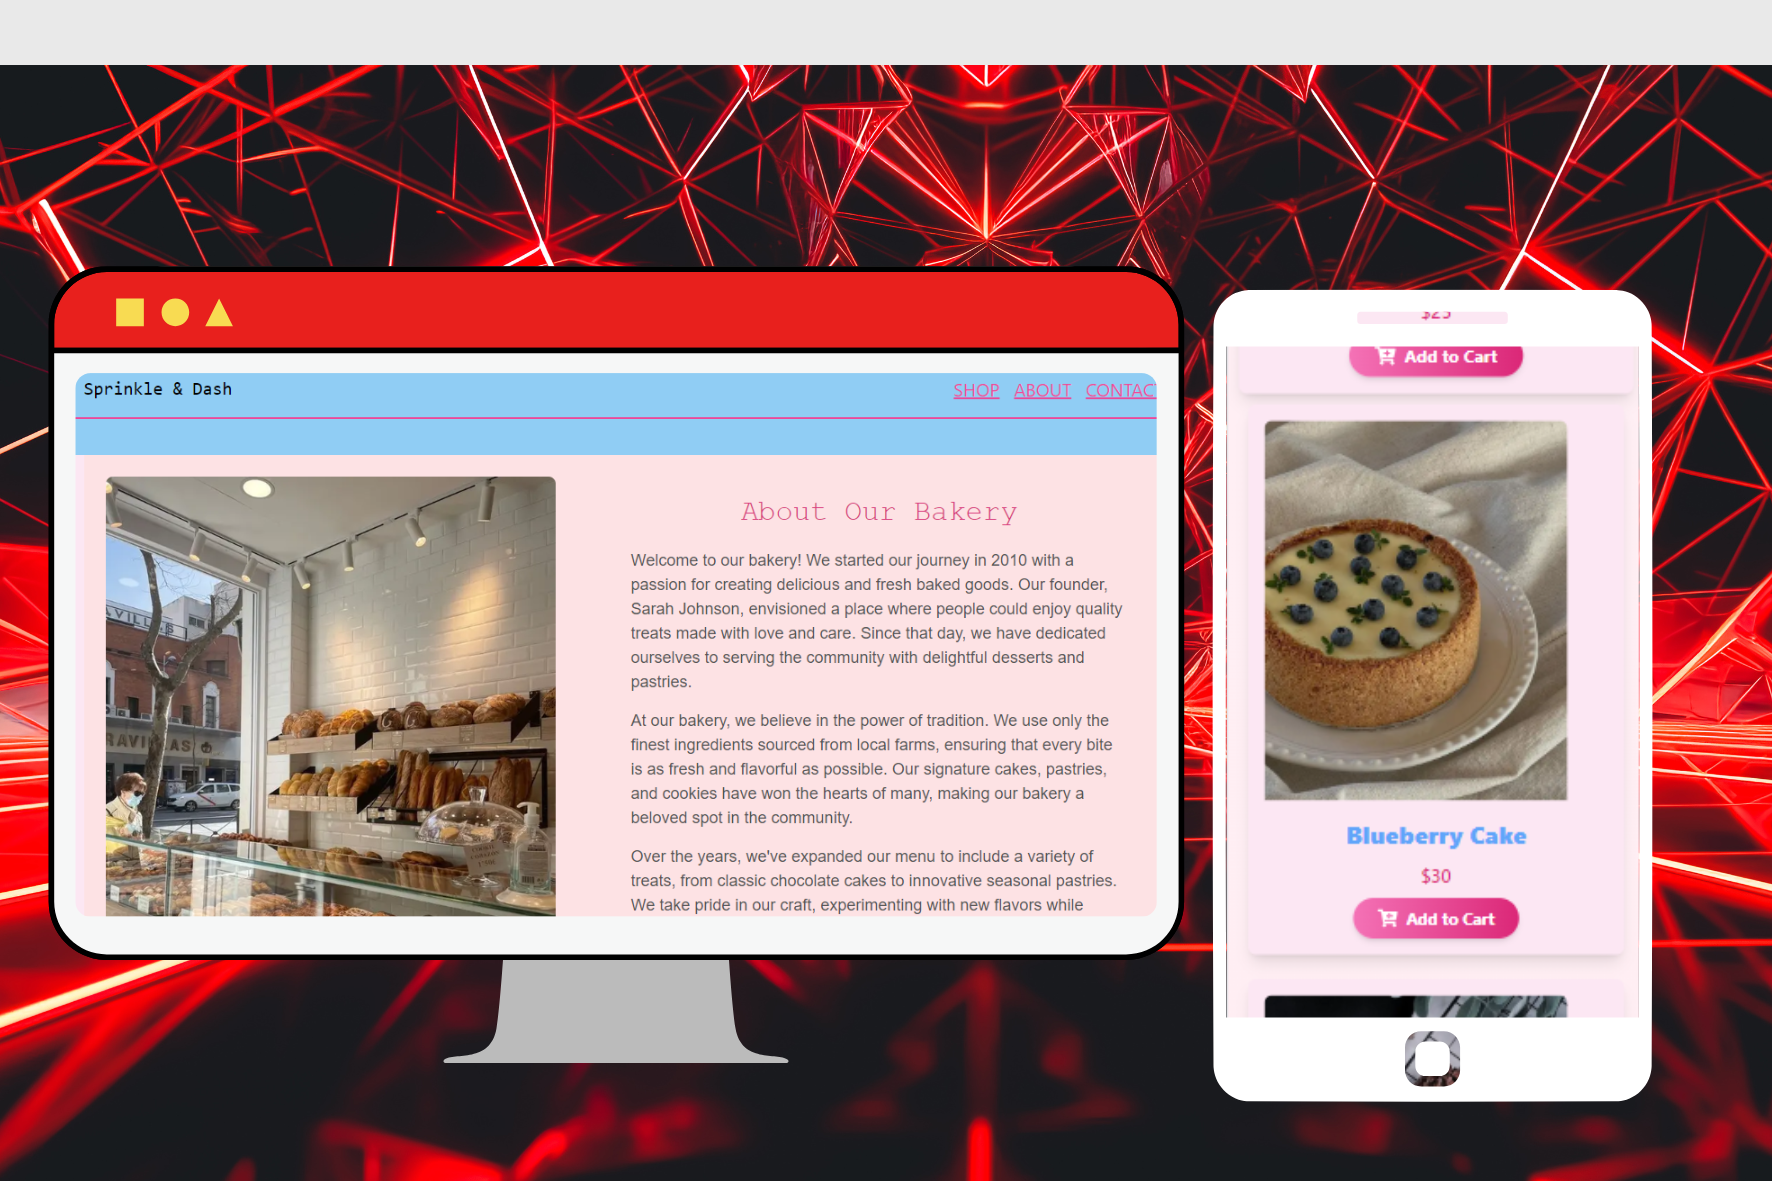 Sprinkle & Dash
SHOP ABOUT CONTAC
About Our Bakery
Welcome to our bakery! We started our journey in 2010 with a
passion for creating delicious and fresh baked goods. Our founder,
Sarah Johnson, envisioned a place where people could enjoy quality
treats made with love and care. Since that day, we have dedicated
ourselves to serving the community with delightful desserts and
pastries.
At our bakery, we believe in the power of tradition. We use only the
finest ingredients sourced from local farms, ensuring that every bite
is as fresh and flavorful as possible. Our signature cakes, pastries,
and cookies have won the hearts of many, making our bakery a
beloved spot in the community.
Over the years, we've expanded our menu to include a variety of
treats, from classic chocolate cakes to innovative seasonal pastries.
We take pride in our craft, experimenting with new flavors while
$25
Add to Cart
Blueberry Cake
$30
Add to Cart